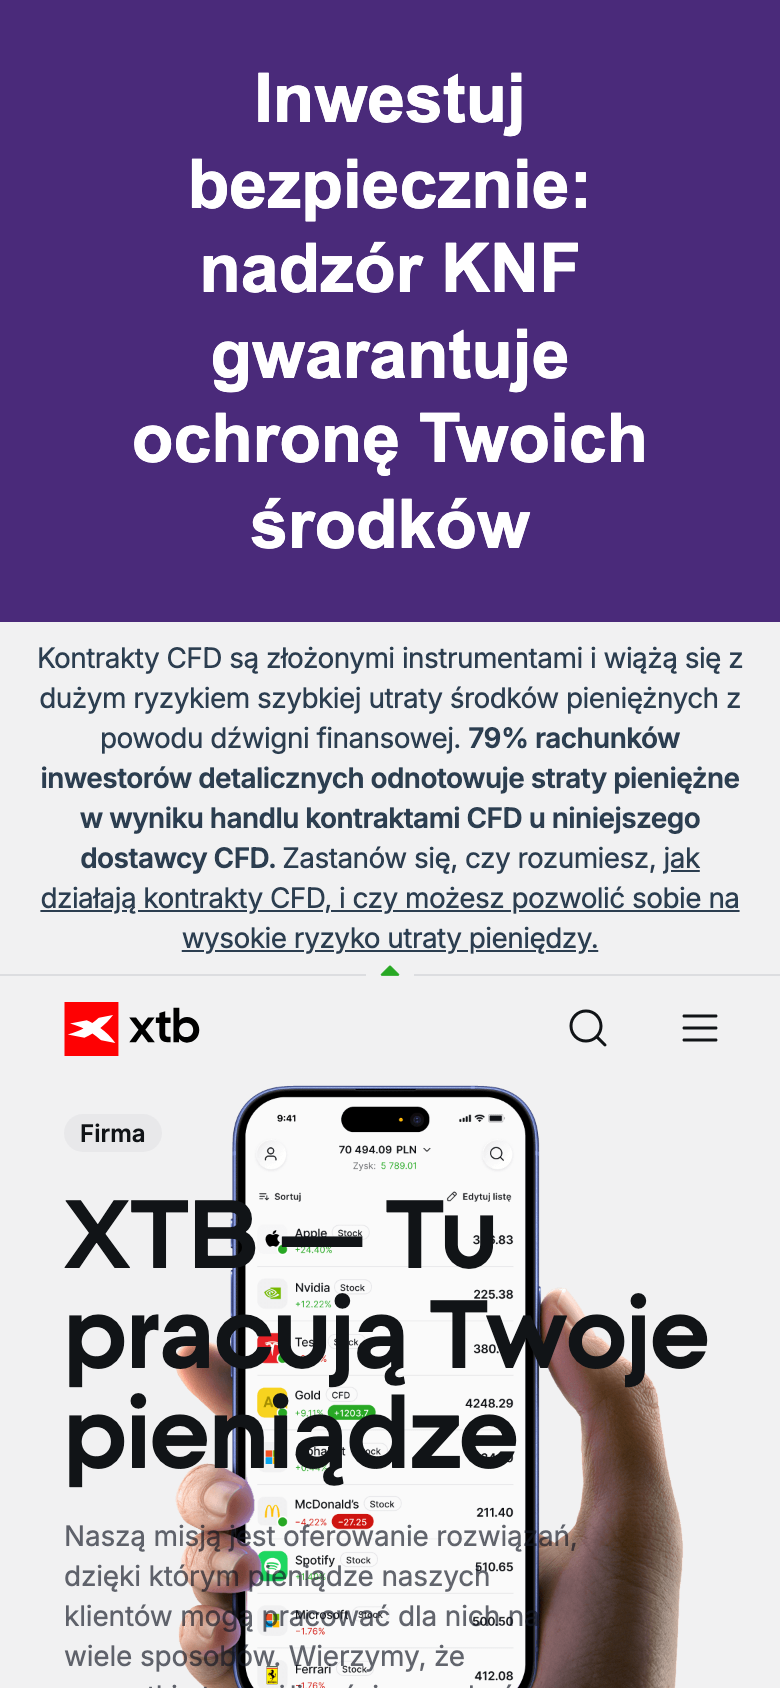 Inwestuj
bezpiecznie:
nadzór KNF
gwarantuje
ochronę Twoich
środków
Kontrakty CFD są złożonymi instrumentami i wiążą się z
dużym ryzykiem szybkiej utraty środków pieniężnych z
powodu dźwigni finansowej. 79% rachunków
inwestorów detalicznych odnotowuje straty pieniężne
w wyniku handlu kontraktami CFD u niniejszego
dostawcy CFD. Zastanów się, czy rozumiesz, jak
działają kontrakty CFD, i czy możesz pozwolić sobie na
wysokie ryzyko utraty pieniędzy.
xtb
Firma
9:41
70 494.09 PLN
Zysk: 5 789.01
Sortuj
Edytuj listę
XTB — Tu
pracują Twoje
pieniądze
Apple Stock
+24.40%
Nvidia Stock
225.38
+12.22%
Gold CFD
4248.29
+9.11% +1203.7
McDonald's Stock
211.40
-4.22% -27.25
Naszą misją jest oferowanie rozwiązań,
dzięki którym pieniądze naszych
klientów mogą pracować dla nich na
wiele sposobów. Wierzymy, że
Spotify Stock
510.65
Microsoft Stock
500.50
-1.76%
Ferrari Stock
412.08